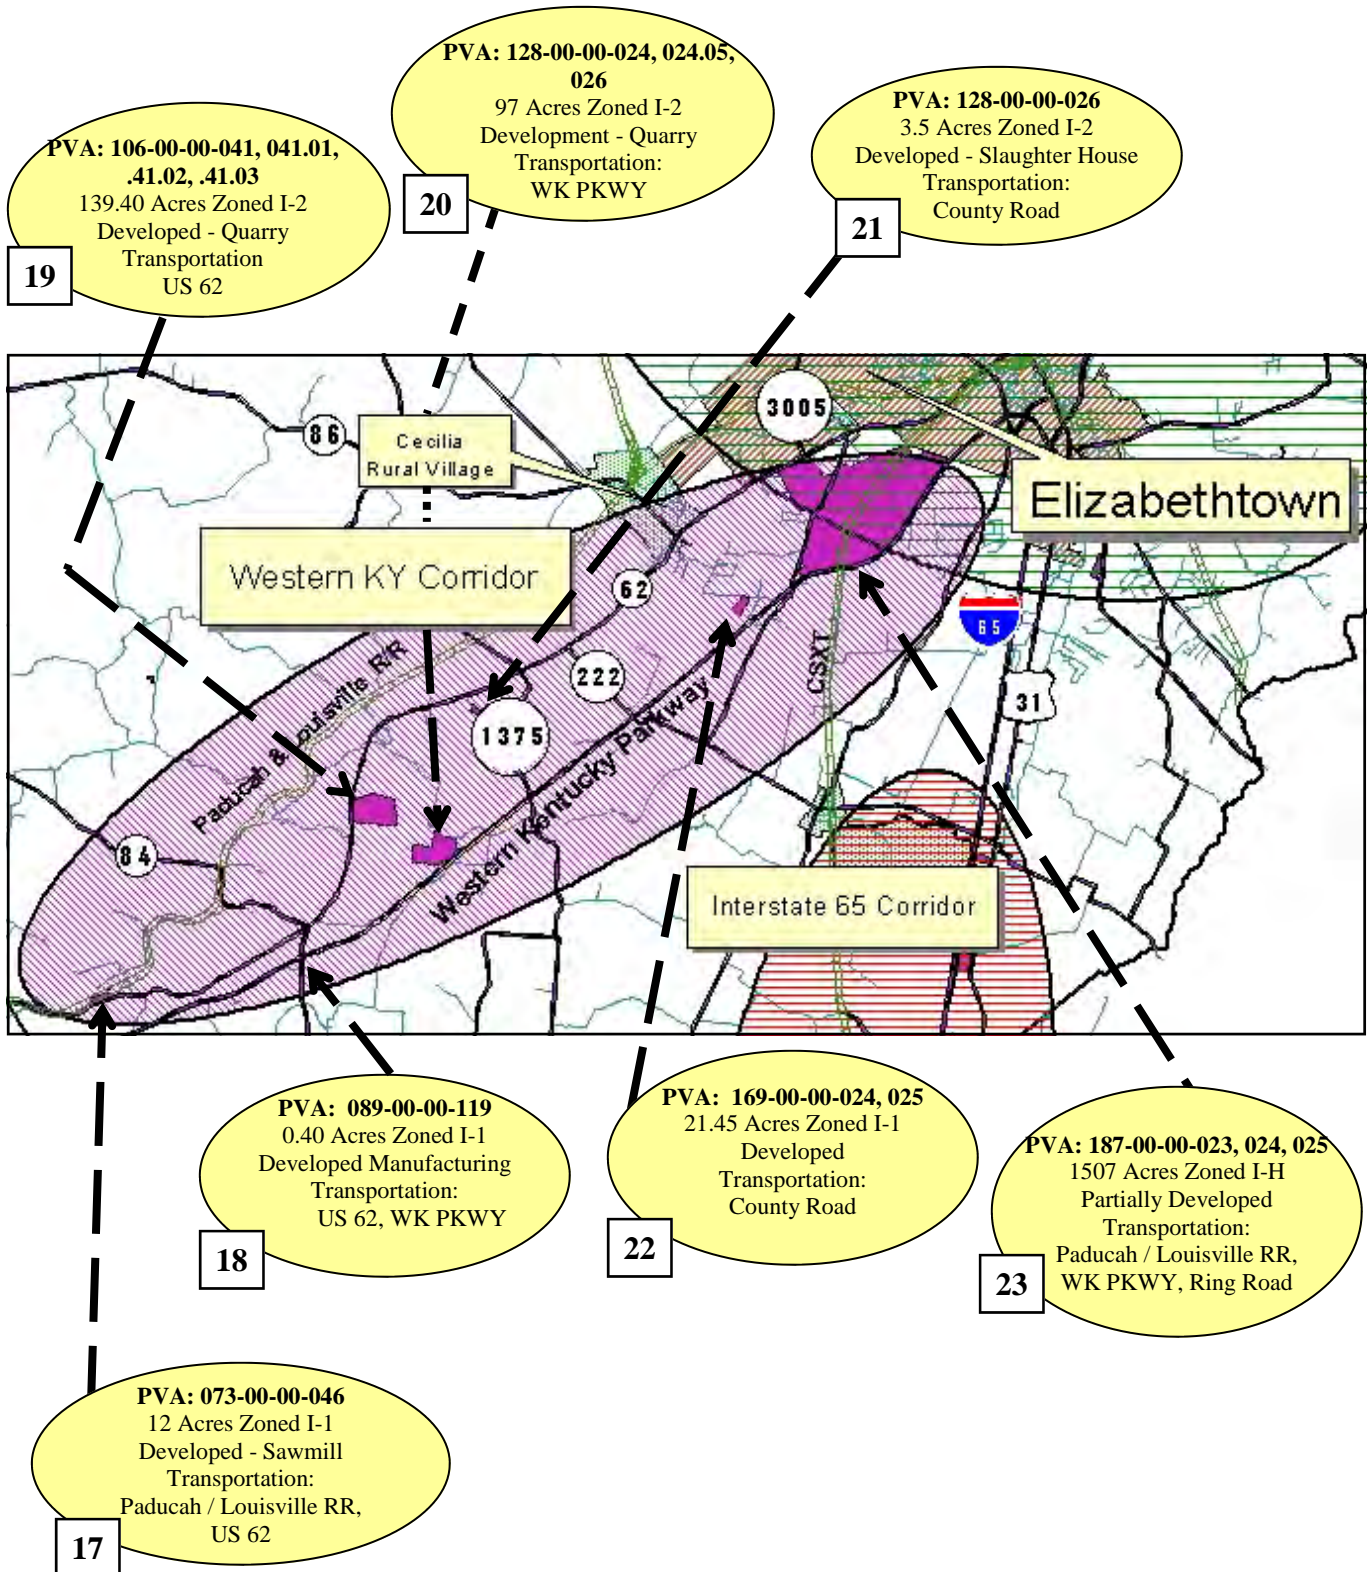 PVA: 128-00-00-024, 024.05,
026
97 Acres Zoned I-2
Development - Quarry
Transportation:
WK PKWY
20
PVA: 128-00-00-026
3.5 Acres Zoned I-2
Developed - Slaughter House
Transportation:
County Road
21
PVA: 106-00-00-041, 041.01,
.41.02, .41.03
139.40 Acres Zoned I-2
Developed - Quarry
Transportation
US 62
19
86
Cecilia
Rural Village
3005
Elizabethtown
Western KY Corridor
62
65
222
31
CSXT
1375
Paducah & Louisville R/R
Western Kentucky Parkway
84
Interstate 65 Corridor
PVA: 089-00-00-119
0.40 Acres Zoned I-1
Developed Manufacturing
Transportation:
US 62, WK PKWY
18
PVA: 169-00-00-024, 025
21.45 Acres Zoned I-1
Developed
Transportation:
County Road
22
PVA: 187-00-00-023, 024, 025
1507 Acres Zoned I-H
Partially Developed
Transportation:
Paducah / Louisville RR,
WK PKWY, Ring Road
23
PVA: 073-00-00-046
12 Acres Zoned I-1
Developed - Sawmill
Transportation:
Paducah / Louisville RR,
US 62
17